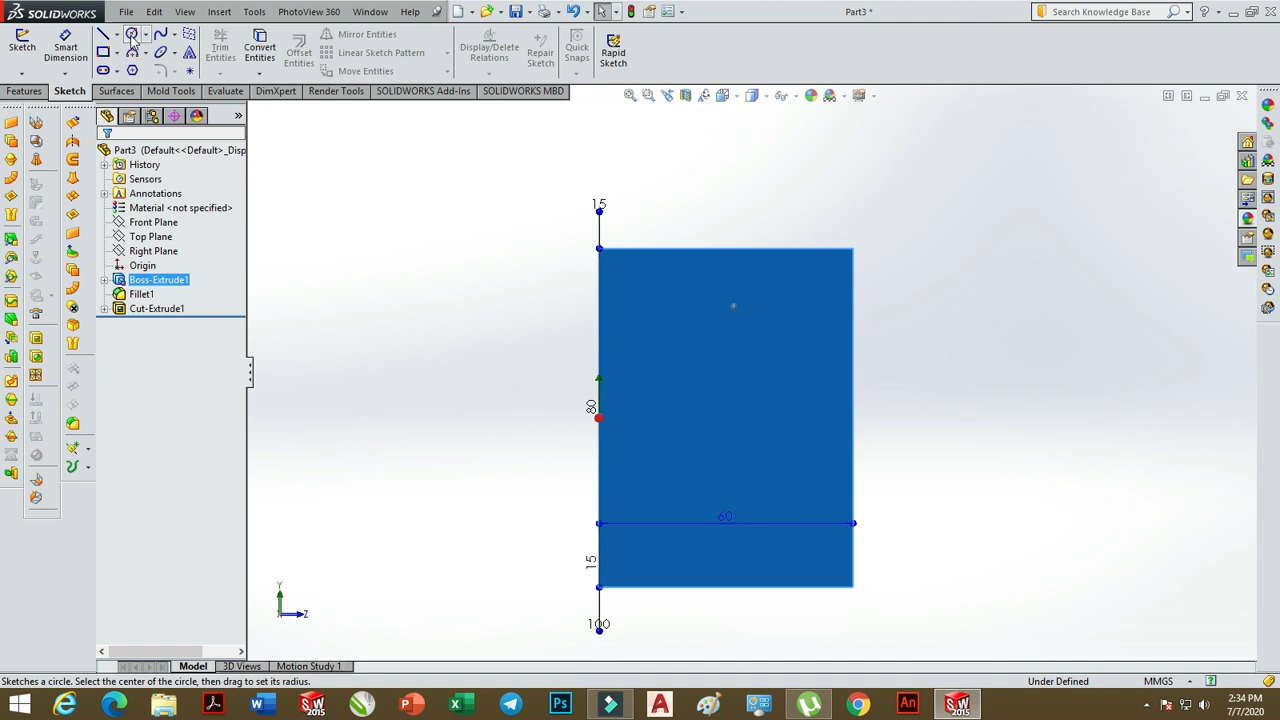 SOLIDWORKS File Edit View Insert Tools PhotoView 360 Window Help Part3 * Search Knowledge Base ?
Sketch Smart Dimension Trim Entities Convert Entities Offset Entities Mirror Entities Linear Sketch Pattern Move Entities Display/Delete Relations Repair Sketch Quick Snaps Rapid Sketch
Features Sketch Surfaces Mold Tools Evaluate DimXpert Render Tools SOLIDWORKS Add-Ins SOLIDWORKS MBD
Part3 (Default<<Default>_Disp
History
Sensors
Annotations
Material <not specified>
Front Plane
Top Plane
Right Plane
Origin
Boss-Extrude1
Fillet1
Cut-Extrude1
15
80
60
15
100
Y
Z
Model 3D Views Motion Study 1
Sketches a circle. Select the center of the circle, then drag to set its radius. Under Defined MMGS
2:34 PM
7/7/2020